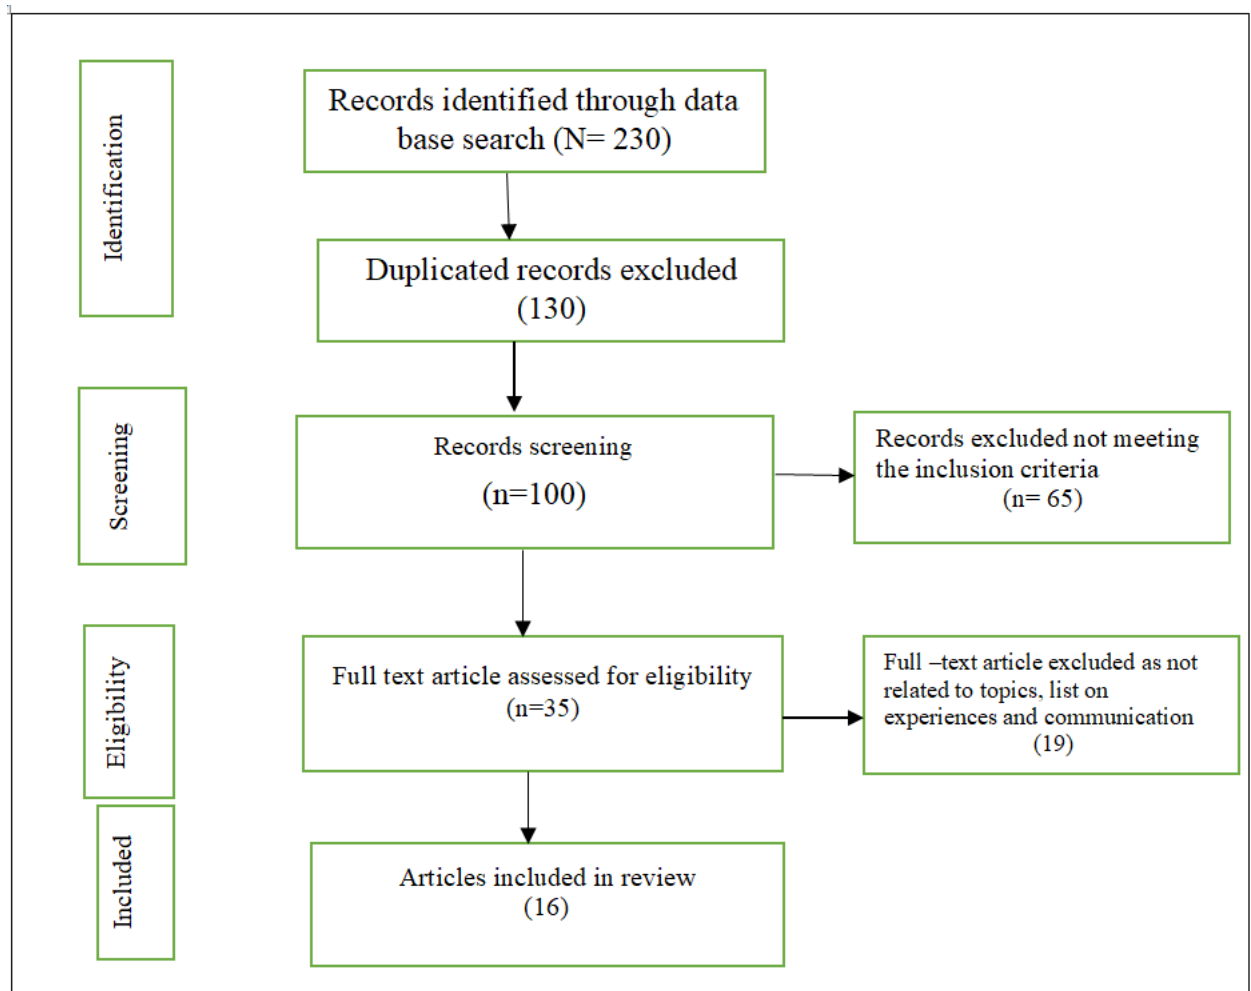 Identification
Records identified through data
base search (N= 230)
Duplicated records excluded
(130)
Screening
Records screening
(n=100)
Records excluded not meeting
the inclusion criteria
(n= 65)
Eligibility
Full text article assessed for eligibility
(n=35)
Full –text article excluded as not
related to topics, list on
experiences and communication
(19)
Included
Articles included in review
(16)